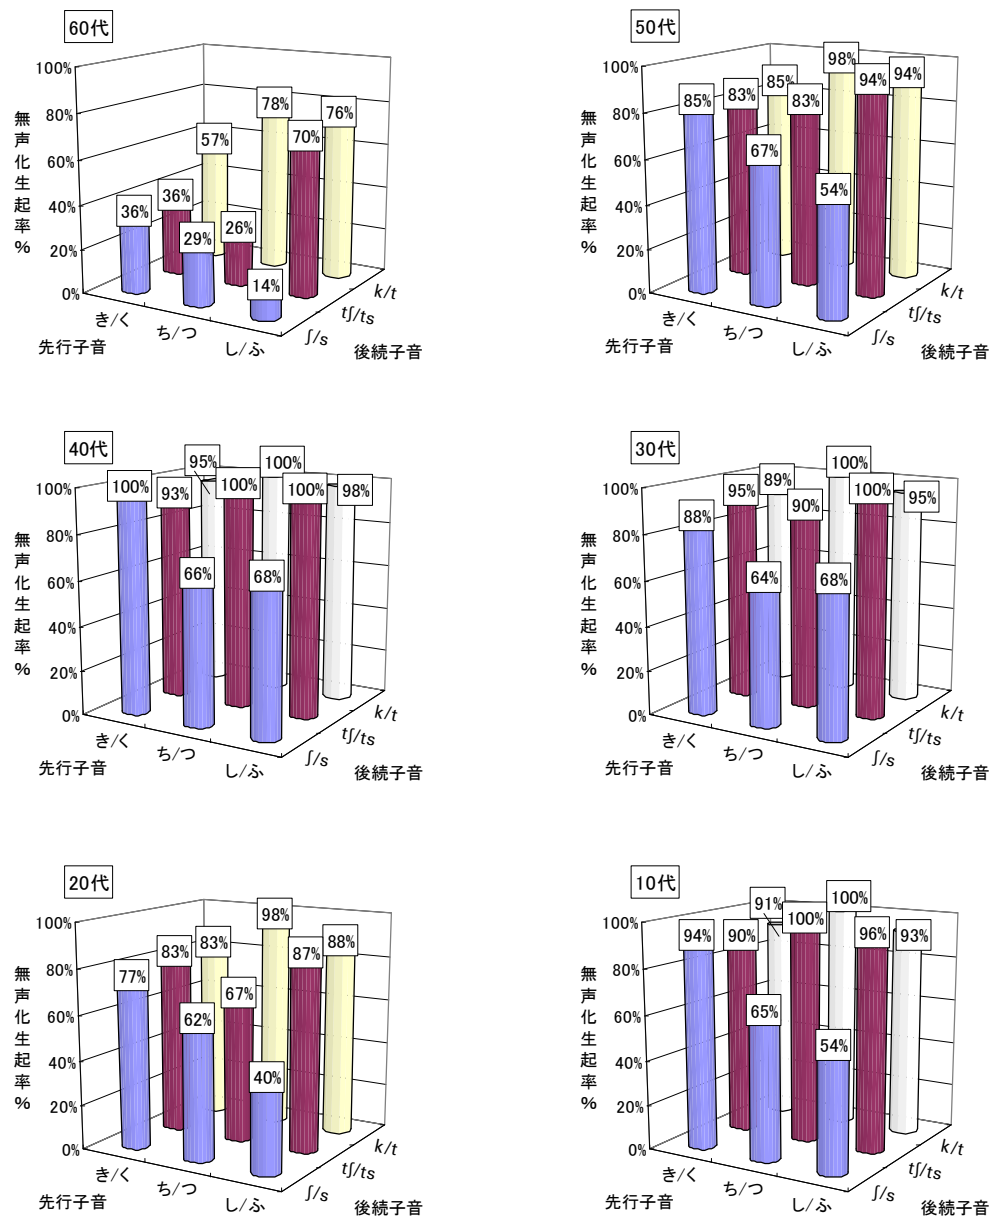 60代
無声化生起率%
100%
80%
60%
40%
20%
0%
36%
29%
14%
36%
26%
70%
57%
78%
76%
き/く
ち/つ
し/ふ
先行子音
ʃ/s
tʃ/ts
k/t
後続子音
50代
無声化生起率%
100%
80%
60%
40%
20%
0%
85%
67%
54%
83%
83%
94%
85%
98%
94%
き/く
ち/つ
し/ふ
先行子音
ʃ/s
tʃ/ts
k/t
後続子音
40代
無声化生起率%
100%
80%
60%
40%
20%
0%
100%
66%
68%
93%
100%
100%
95%
100%
98%
き/く
ち/つ
し/ふ
先行子音
ʃ/s
tʃ/ts
k/t
後続子音
30代
無声化生起率%
100%
80%
60%
40%
20%
0%
88%
64%
68%
95%
90%
100%
89%
100%
95%
き/く
ち/つ
し/ふ
先行子音
ʃ/s
tʃ/ts
k/t
後続子音
20代
無声化生起率%
100%
80%
60%
40%
20%
0%
77%
62%
40%
83%
67%
87%
83%
98%
88%
き/く
ち/つ
し/ふ
先行子音
ʃ/s
tʃ/ts
k/t
後続子音
10代
無声化生起率%
100%
80%
60%
40%
20%
0%
94%
65%
54%
90%
100%
96%
91%
100%
93%
き/く
ち/つ
し/ふ
先行子音
ʃ/s
tʃ/ts
k/t
後続子音